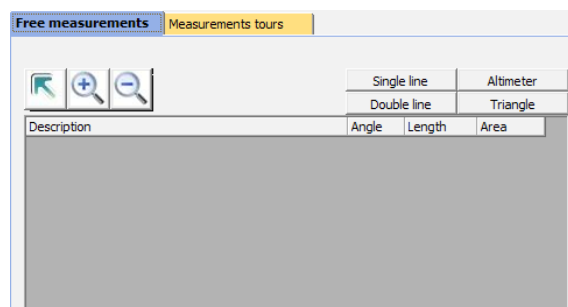 Free measurements Measurements tours
Single line Altimeter
Double line Triangle
Description Angle Length Area